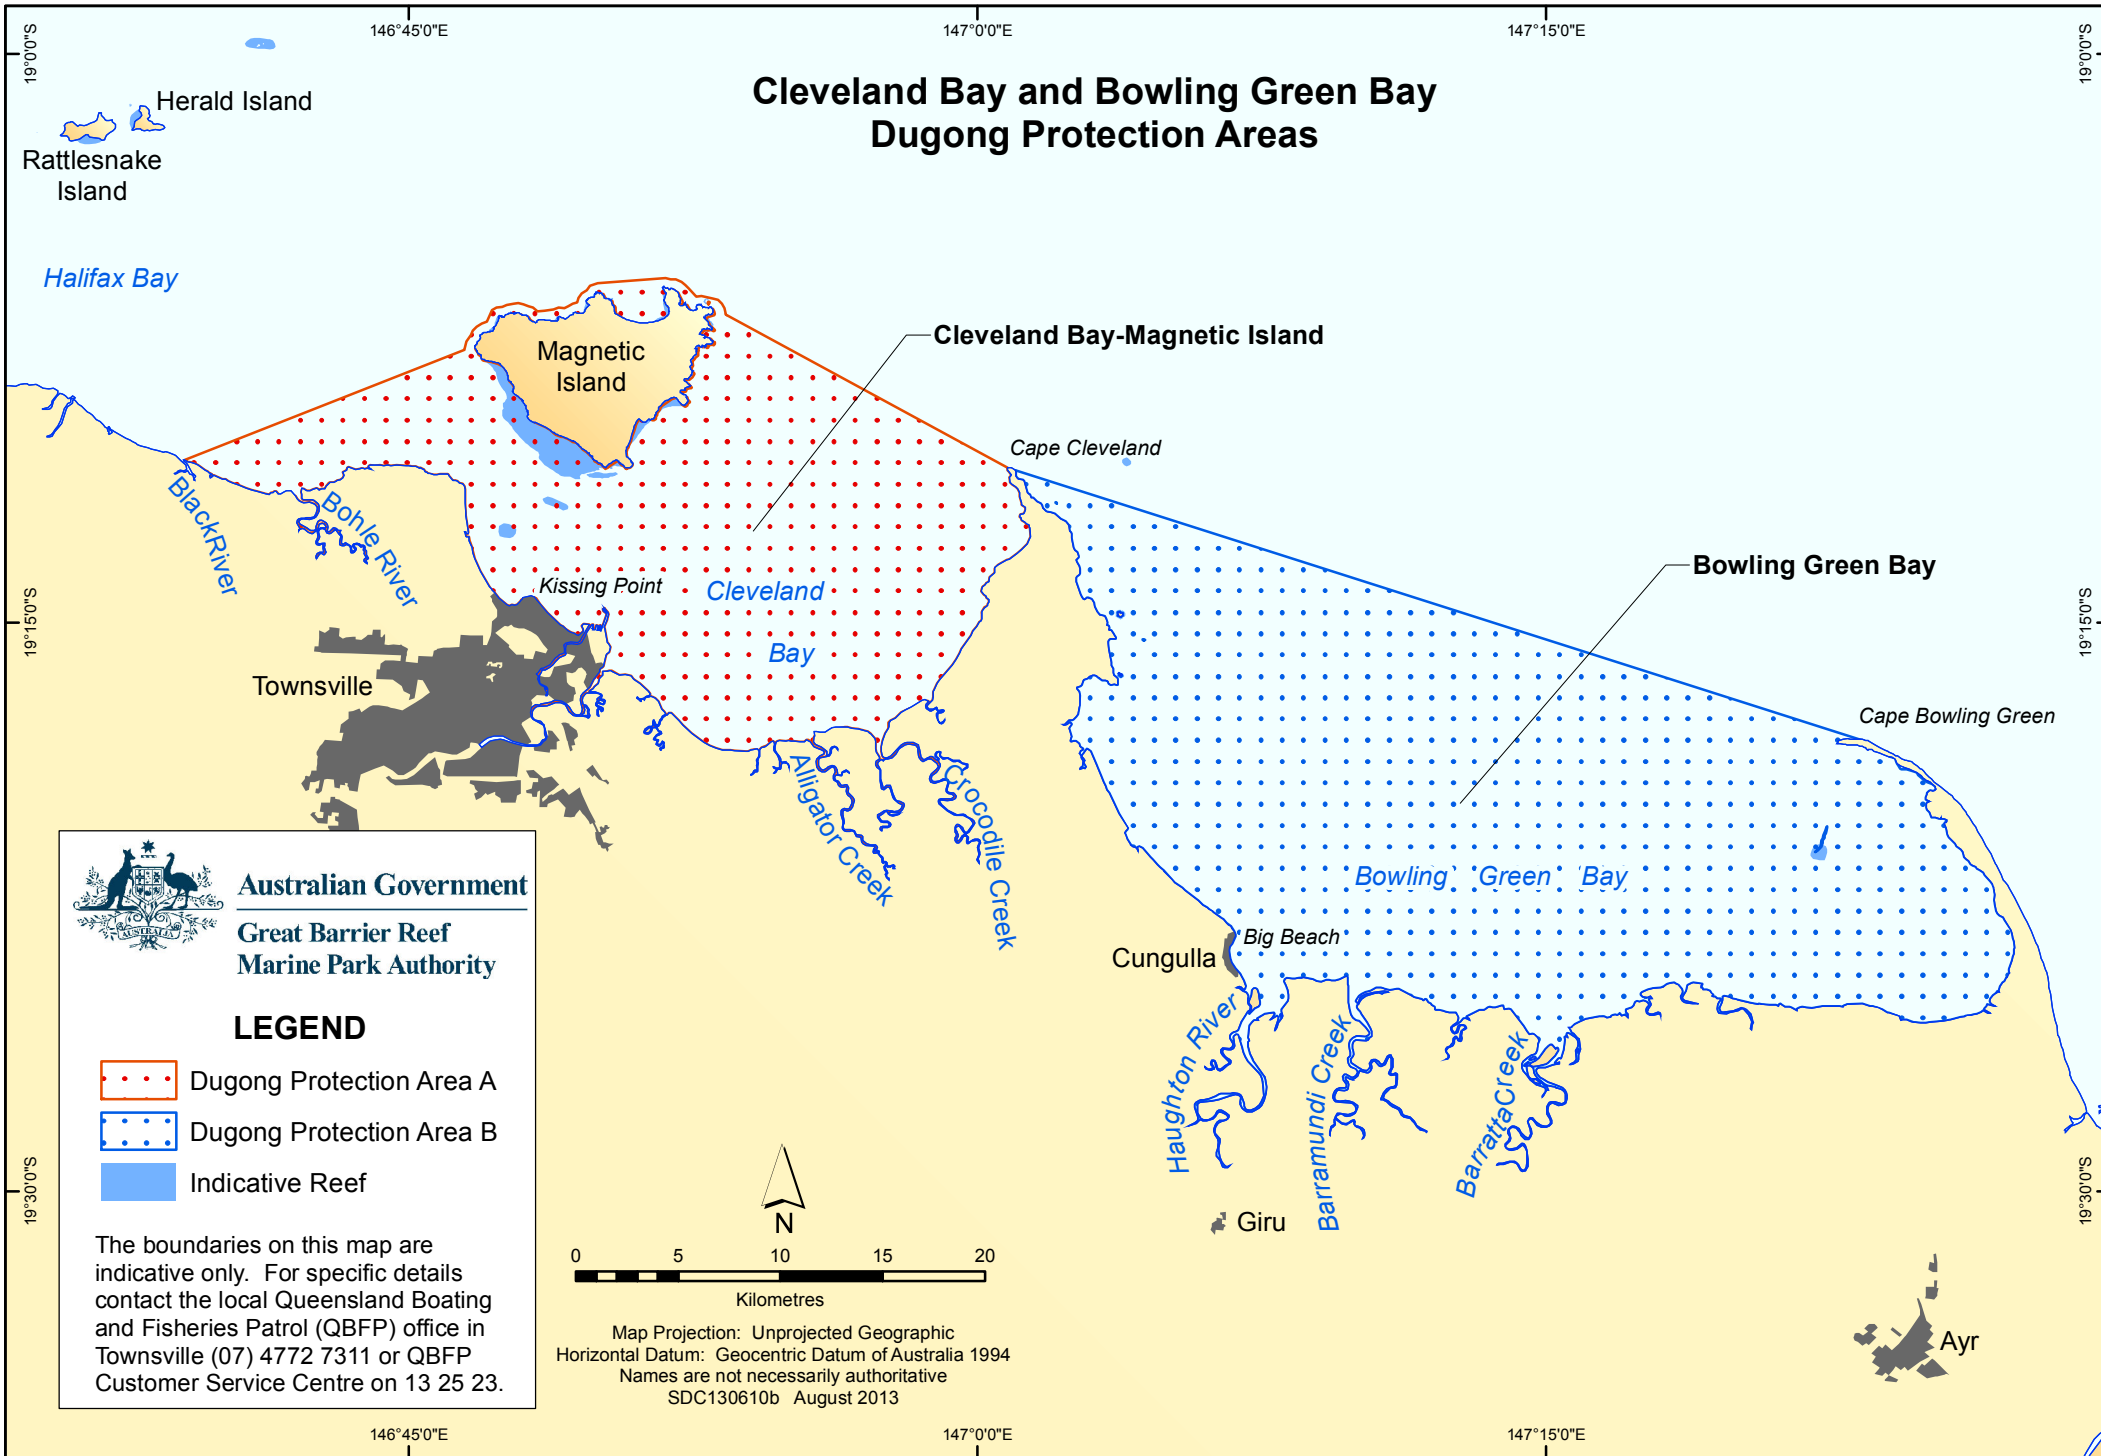 146°45'0"E
147°0'0"E
147°15'0"E
19°0'0"S
19°0'0"S
Cleveland Bay and Bowling Green Bay
Dugong Protection Areas
Herald Island
Rattlesnake
Island
Halifax Bay
Cleveland Bay-Magnetic Island
Magnetic
Island
Cape Cleveland
BlackRiver
Bohle River
Kissing Point
Cleveland
Bay
Bowling Green Bay
19°15'0"S
19°15'0"S
Townsville
Cape Bowling Green
Alligator Creek
Crocodile Creek
Bowling Green Bay
Big Beach
Cungulla
Haughton River
Barramundi Creek
BarrattaCreek
AUSTRALIA
Australian Government
Great Barrier Reef
Marine Park Authority
LEGEND
Dugong Protection Area A
Dugong Protection Area B
Indicative Reef
The boundaries on this map are
indicative only. For specific details
contact the local Queensland Boating
and Fisheries Patrol (QBFP) office in
Townsville (07) 4772 7311 or QBFP
Customer Service Centre on 13 25 23.
19°30'0"S
19°30'0"S
Giru
Ayr
N
0 5 10 15 20
Kilometres
Map Projection: Unprojected Geographic
Horizontal Datum: Geocentric Datum of Australia 1994
Names are not necessarily authoritative
SDC130610b August 2013
146°45'0"E
147°0'0"E
147°15'0"E